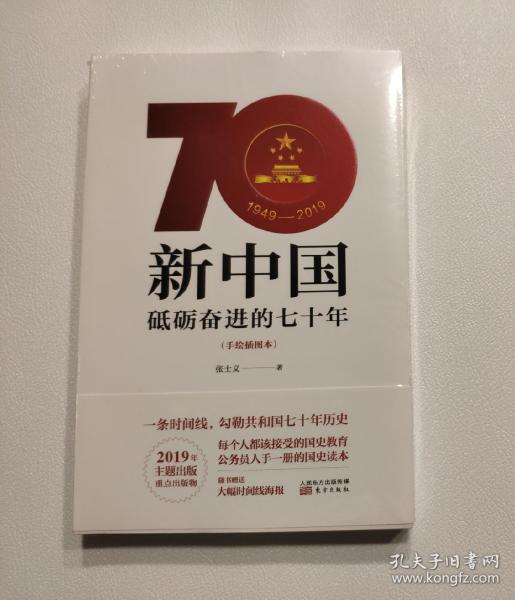 70
1949—2019
新中国
砥砺奋进的七十年
(手绘插图本)
张士义——著
一条时间线，勾勒共和国七十年历史
2019年
主题出版
重点出版物
每个人都该接受的国史教育
公务员人手一册的国史读本
随书赠送
大幅时间线海报
人民东方出版传媒
东方出版社
孔夫子旧书网
www.kongfz.com